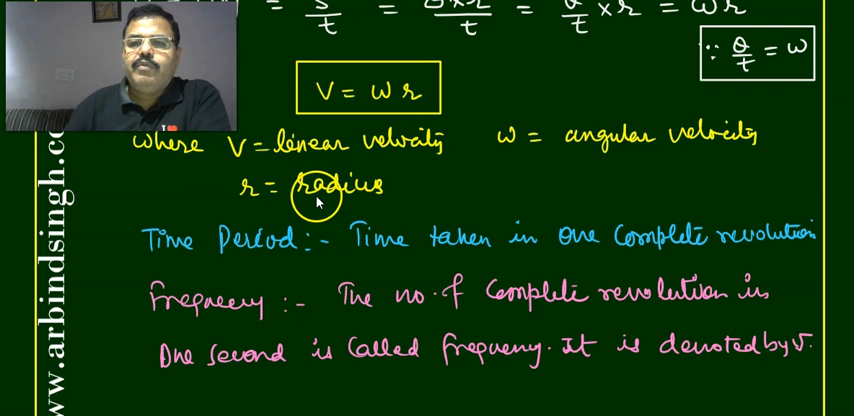 = s/t = θ×r/t = θ/t × r = ωr
∵ θ/t = ω
V = ω r
where V = linear velocity ω = angular velocity
r = radius
Time Period :- Time taken in one Complete revolution
Frequency :- The no. of Complete revolution in
One second is Called frequency. It is denoted by ν.
www.arbindsingh.co
I ❤